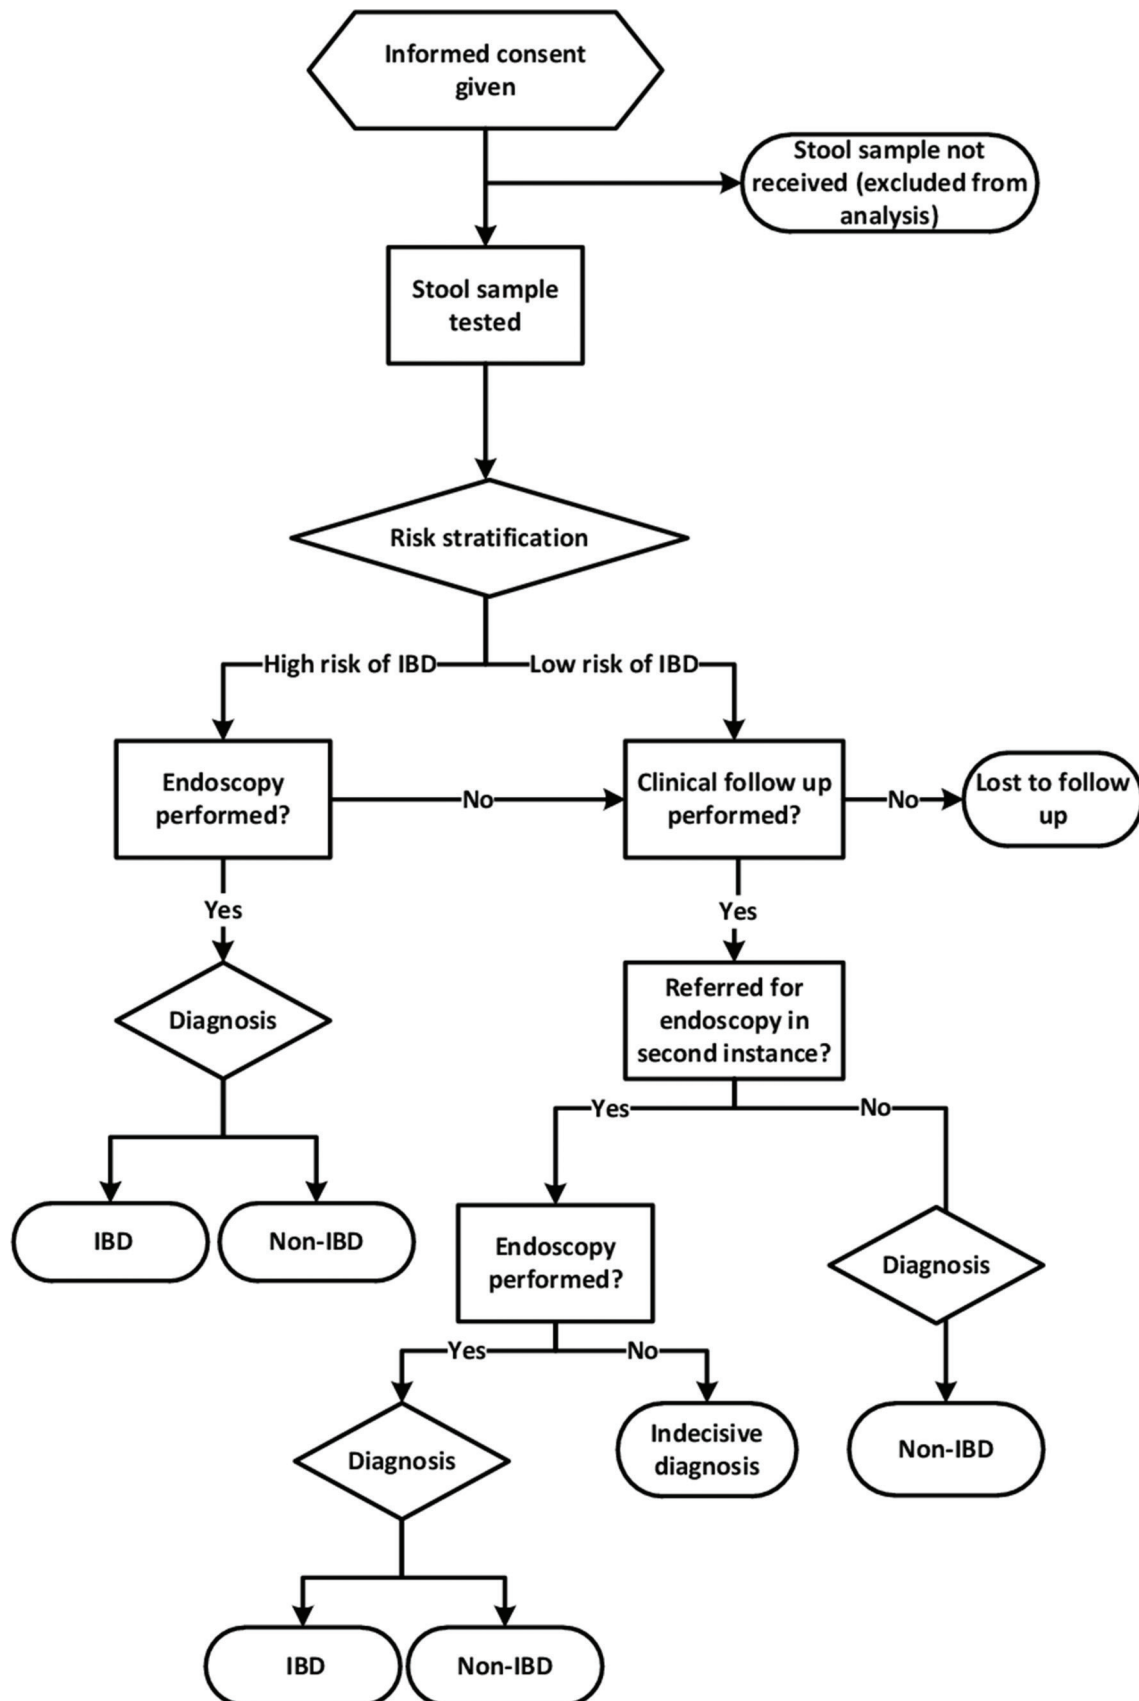 Informed consent
given
Stool sample not
received (excluded from
analysis)
Stool sample
tested
Risk stratification
High risk of IBD
Low risk of IBD
Endoscopy
performed?
No
Clinical follow up
performed?
No
Lost to follow
up
Yes
Yes
Diagnosis
Referred for
endoscopy in
second instance?
Yes
No
IBD
Non-IBD
Endoscopy
performed?
Diagnosis
Yes
No
Diagnosis
Indecisive
diagnosis
Non-IBD
IBD
Non-IBD